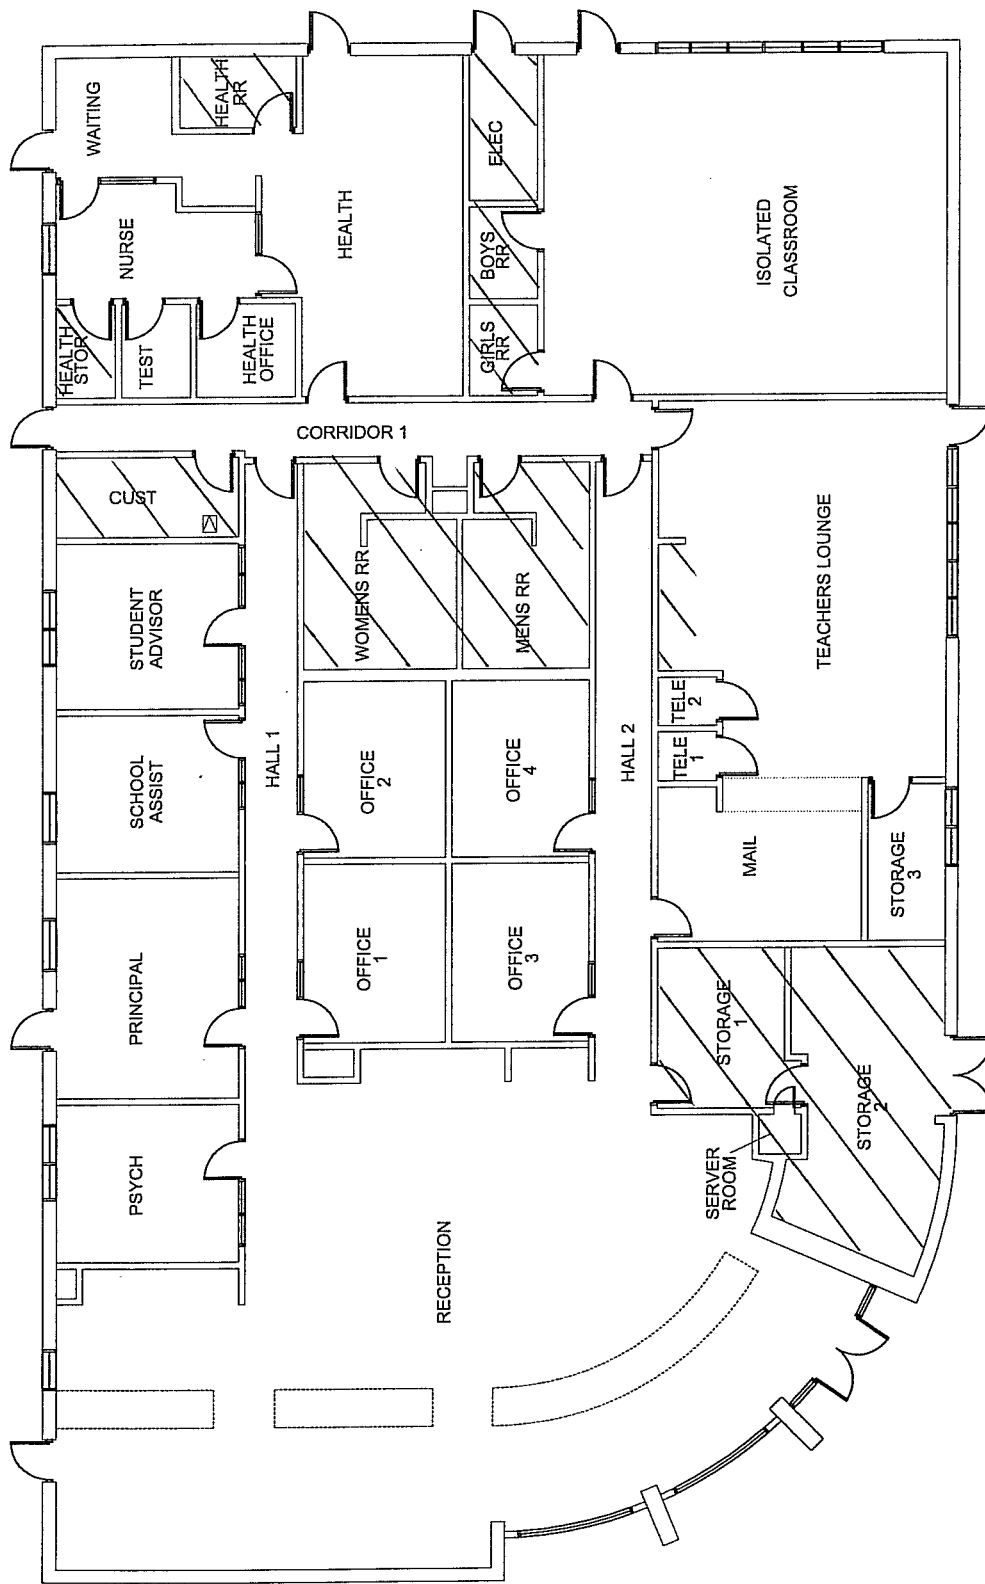 WAITING
HEALTH
RR
NURSE
HEALTH
STOR
TEST
HEALTH
OFFICE
HEALTH
ELEC
BOYS
RR
GIRLS
RR
ISOLATED
CLASSROOM
CORRIDOR 1
CUST
STUDENT
ADVISOR
SCHOOL
ASSIST
PRINCIPAL
PSYCH
HALL 1
WOMENS RR
MENS RR
OFFICE
2
OFFICE
4
OFFICE
1
OFFICE
3
HALL 2
TEACHERS LOUNGE
TELE
2
TELE
1
MAIL
STORAGE
3
STORAGE
1
STORAGE
2
SERVER
ROOM
RECEPTION